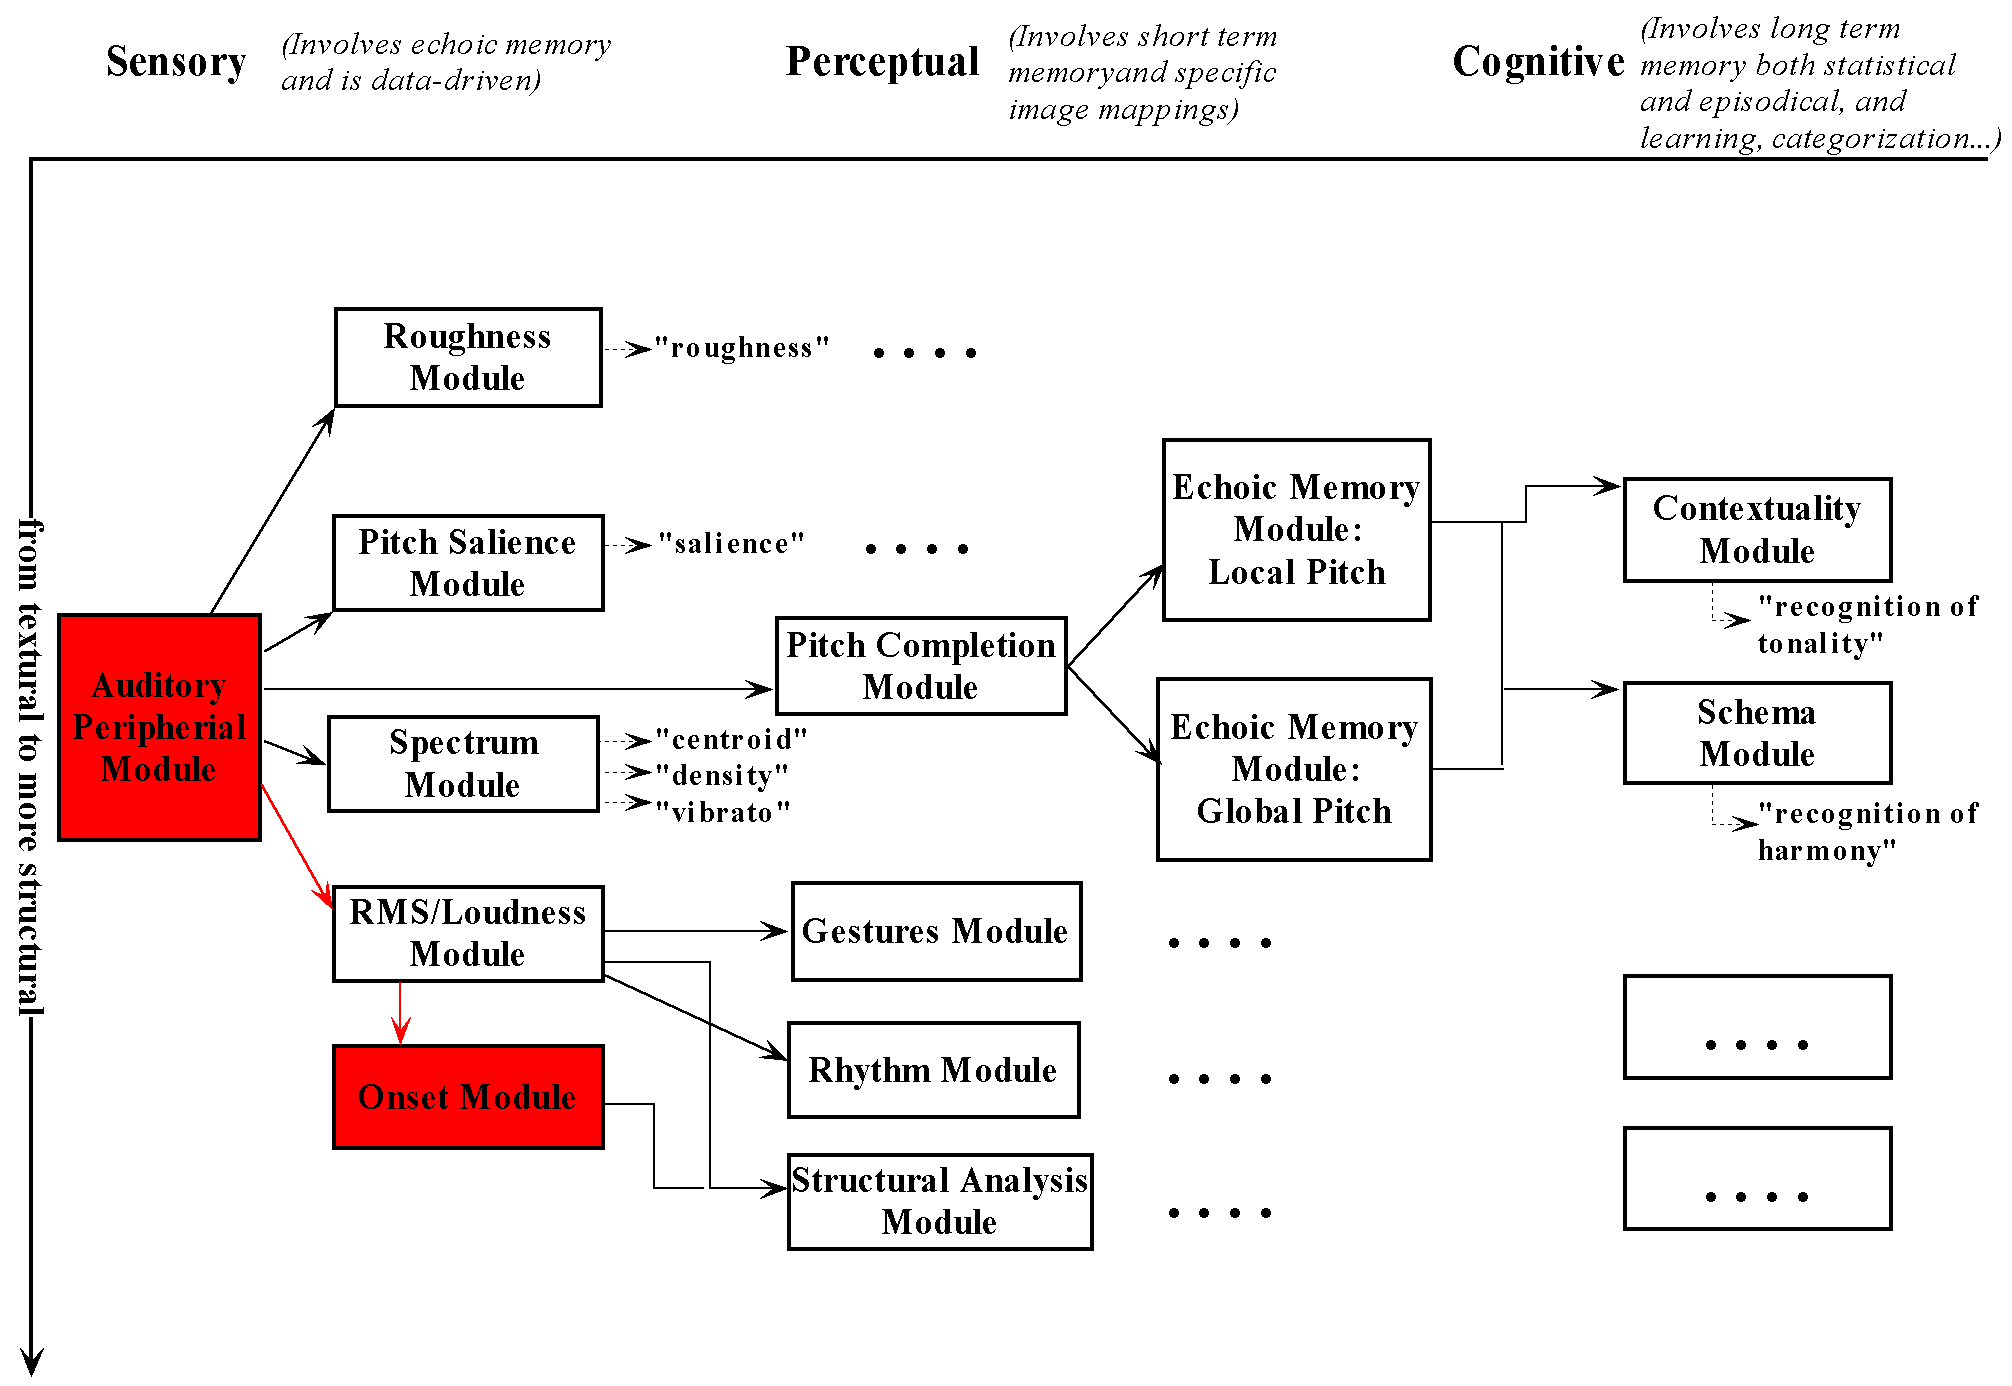 Sensory
(Involves echoic memory
and is data-driven)
Perceptual
(Involves short term
memoryand specific
image mappings)
Cognitive
(Involves long term
memory both statistical
and episodical, and
learning, categorization...)
from textural to more structural
Roughness
Module
"roughness"
. . . .
Pitch Salience
Module
"salience"
. . . .
Auditory
Peripherial
Module
Pitch Completion
Module
Spectrum
Module
"centroid"
"density"
"vibrato"
Echoic Memory
Module:
Local Pitch
Echoic Memory
Module:
Global Pitch
Contextuality
Module
"recognition of
tonality"
Schema
Module
"recognition of
harmony"
RMS/Loudness
Module
Gestures Module
. . . .
Onset Module
Rhythm Module
. . . .
. . . .
Structural Analysis
Module
. . . .
. . . .